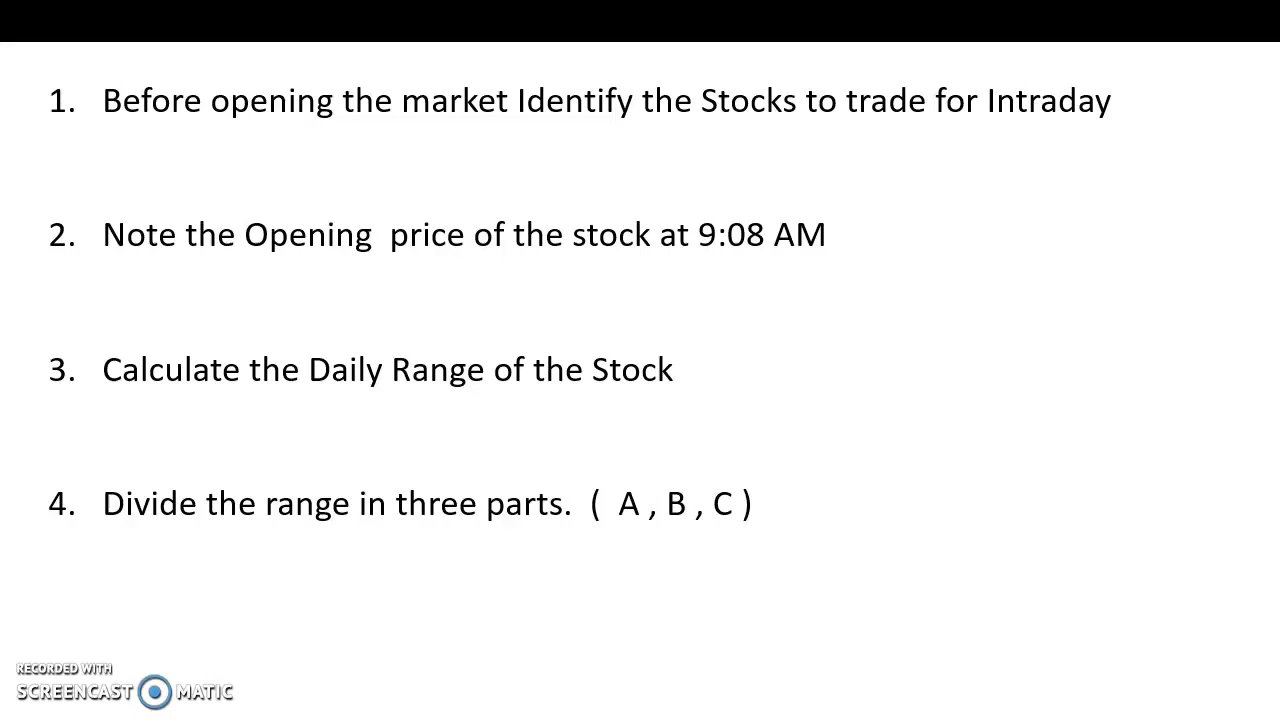 1. Before opening the market Identify the Stocks to trade for Intraday
2. Note the Opening  price of the stock at 9:08 AM
3. Calculate the Daily Range of the Stock
4. Divide the range in three parts.  (  A , B , C )
RECORDED WITH
SCREENCAST MATIC